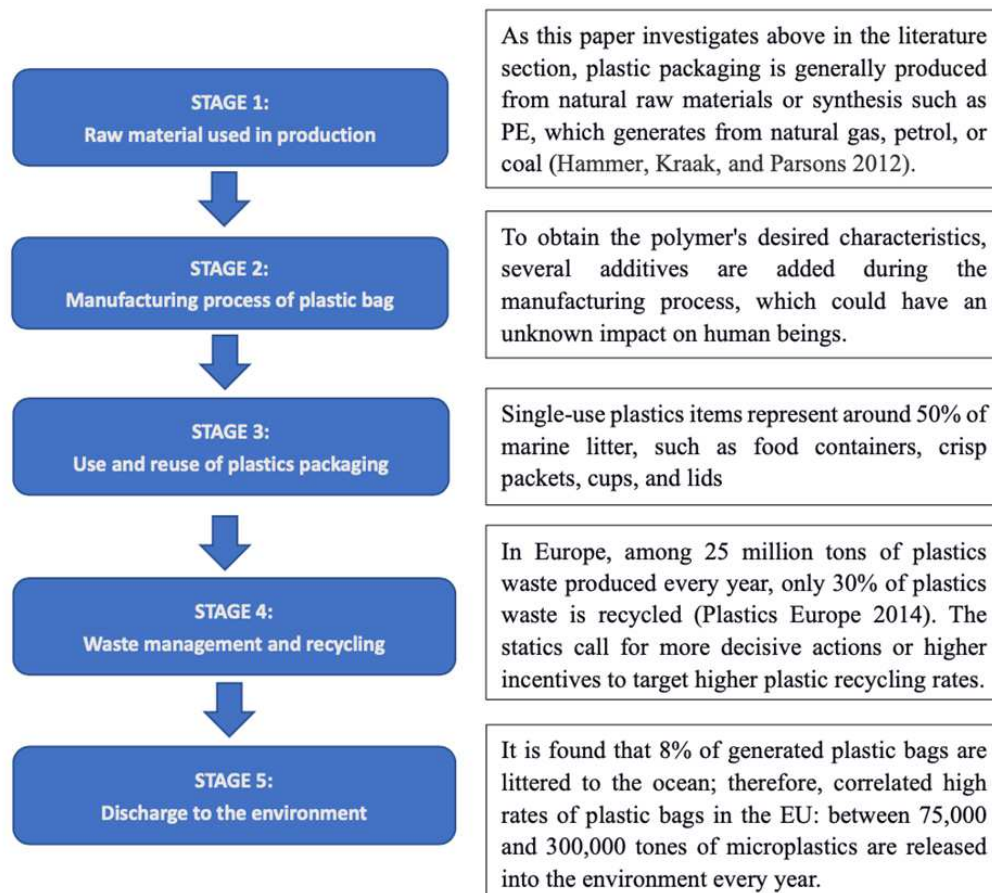 STAGE 1:
Raw material used in production
As this paper investigates above in the literature
section, plastic packaging is generally produced
from natural raw materials or synthesis such as
PE, which generates from natural gas, petrol, or
coal (Hammer, Kraak, and Parsons 2012).
STAGE 2:
Manufacturing process of plastic bag
To obtain the polymer's desired characteristics,
several additives are added during the
manufacturing process, which could have an
unknown impact on human beings.
STAGE 3:
Use and reuse of plastics packaging
Single-use plastics items represent around 50% of
marine litter, such as food containers, crisp
packets, cups, and lids
STAGE 4:
Waste management and recycling
In Europe, among 25 million tons of plastics
waste produced every year, only 30% of plastics
waste is recycled (Plastics Europe 2014). The
statics call for more decisive actions or higher
incentives to target higher plastic recycling rates.
STAGE 5:
Discharge to the environment
It is found that 8% of generated plastic bags are
littered to the ocean; therefore, correlated high
rates of plastic bags in the EU: between 75,000
and 300,000 tones of microplastics are released
into the environment every year.